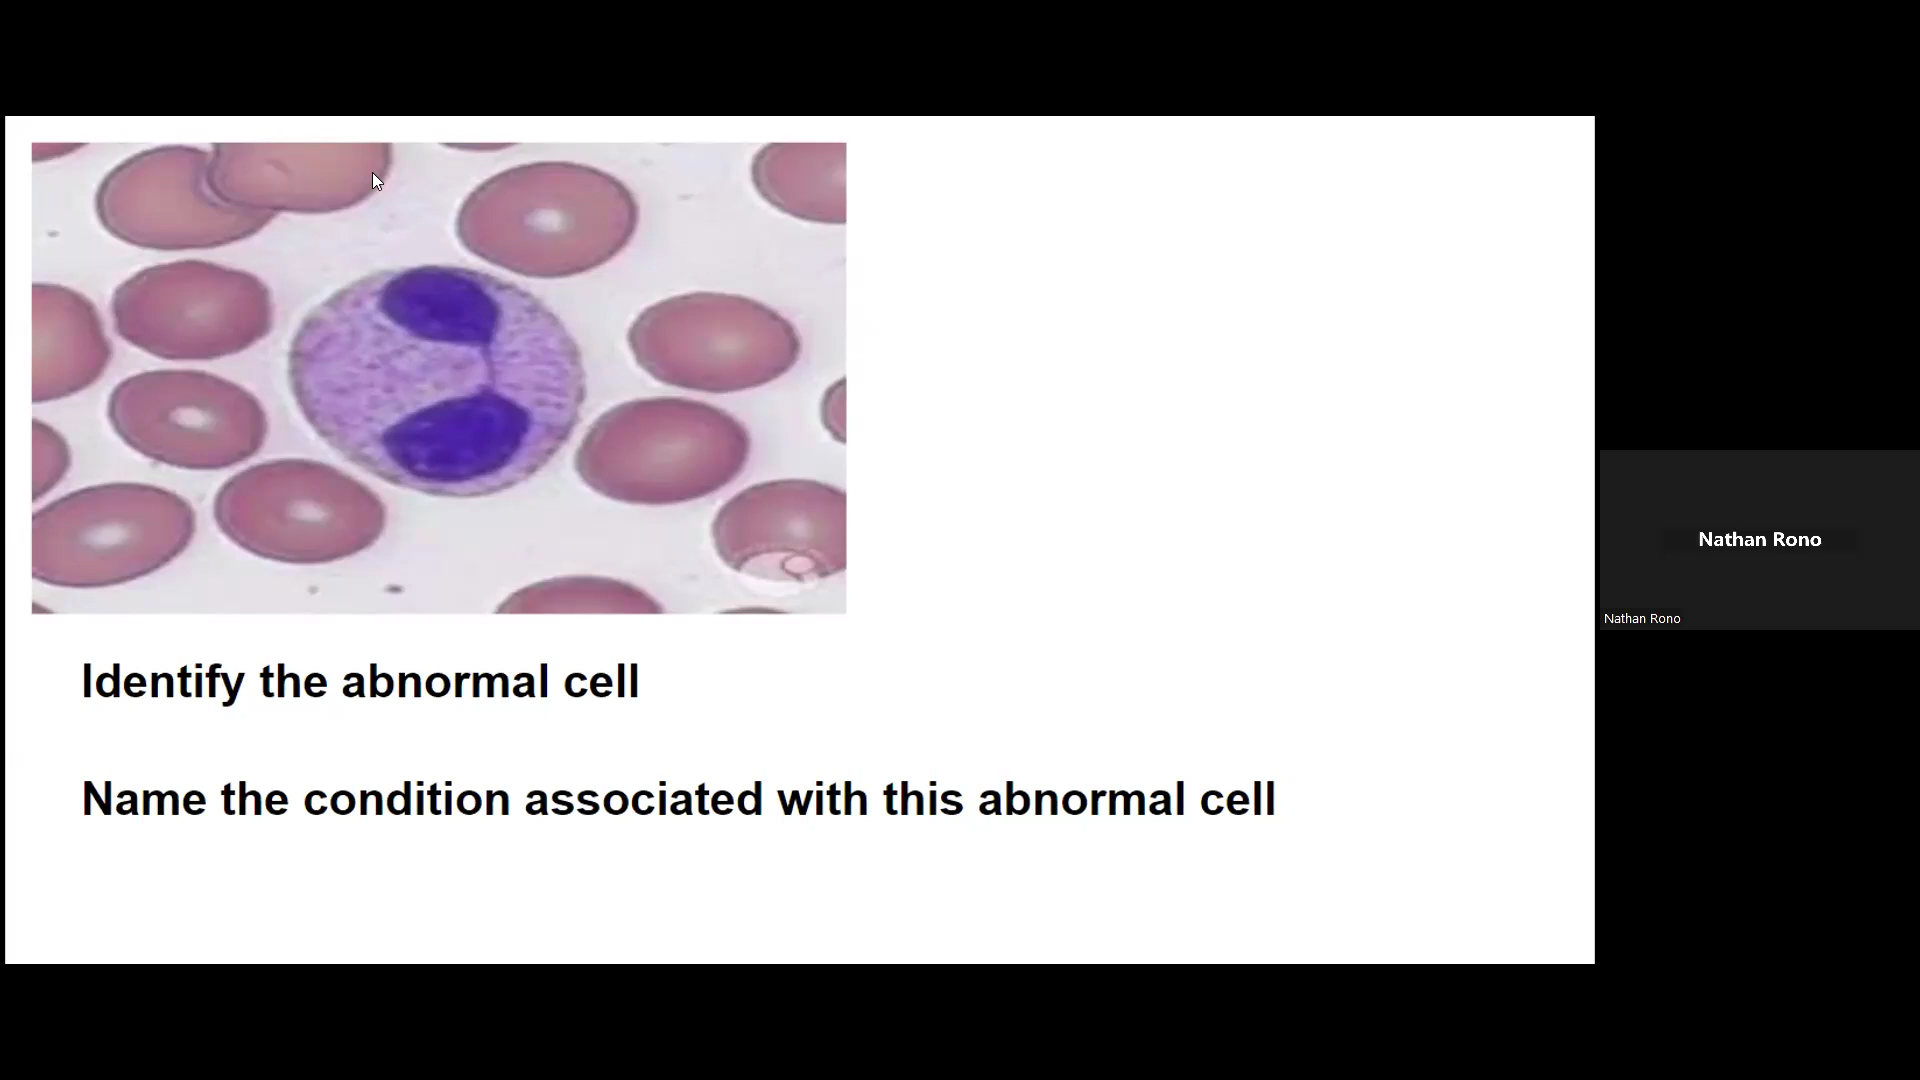 Identify the abnormal cell
Name the condition associated with this abnormal cell
Nathan Rono
Nathan Rono